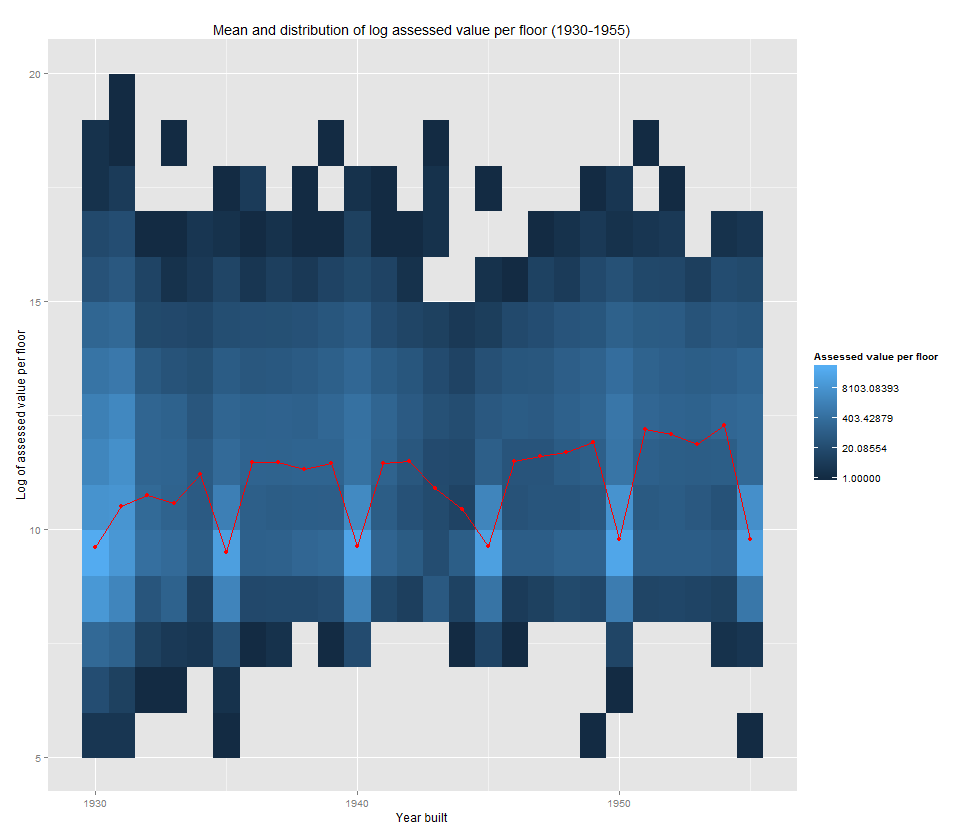 Mean and distribution of log assessed value per floor (1930-1955)
20
15
10
5
Log of assessed value per floor
1930
1940
1950
Year built
Assessed value per floor
8103.08393
403.42879
20.08554
1.00000